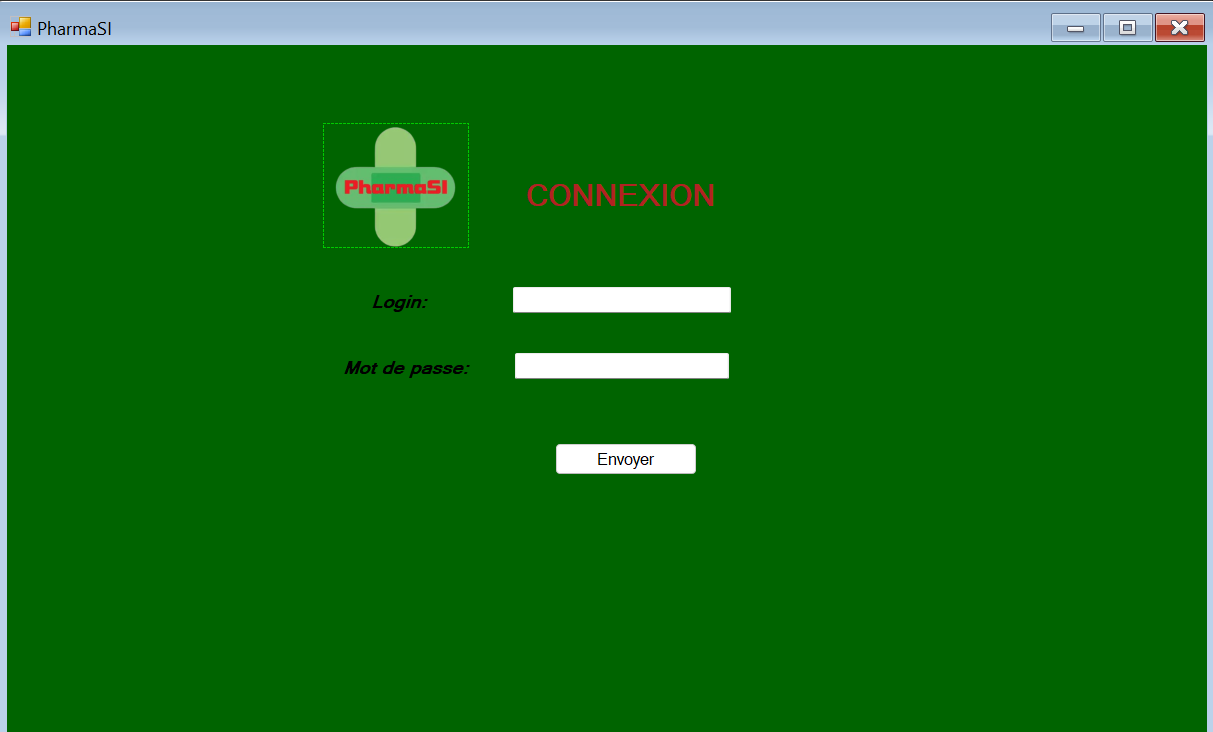 PharmaSI
PharmaSI
CONNEXION
Login:
Mot de passe:
Envoyer